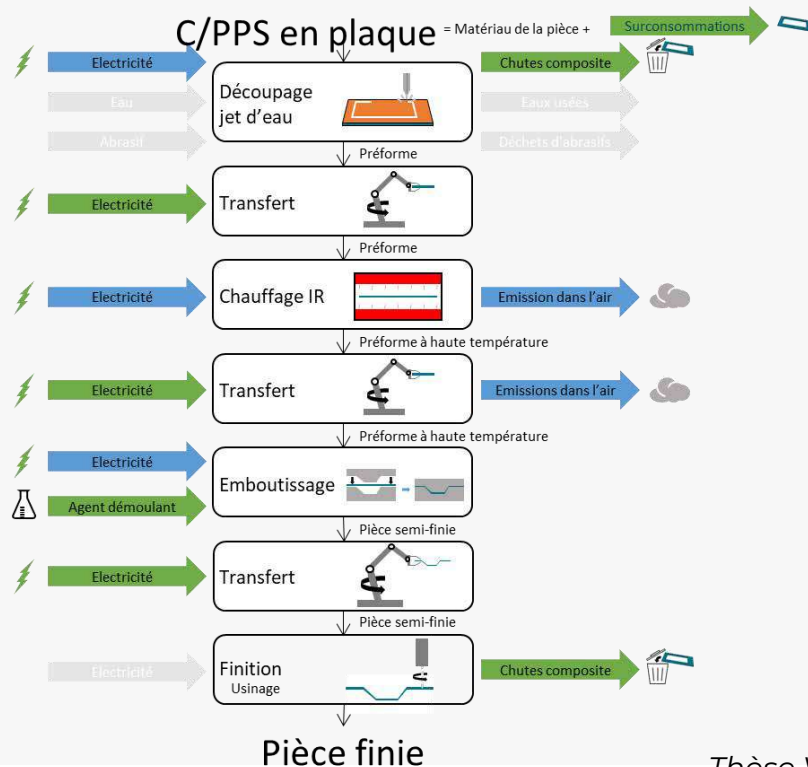 C/PPS en plaque = Matériau de la pièce + Surconsommations
Electricité
Découpage
jet d'eau
Chutes composite
Eau
Eaux usées
Abrasif
Déchets d'abrasifs
Préforme
Electricité
Transfert
Préforme
Electricité
Chauffage IR
Emission dans l'air
Préforme à haute température
Electricité
Transfert
Emissions dans l'air
Préforme à haute température
Electricité
Emboutissage
Agent démoulant
Pièce semi-finie
Electricité
Transfert
Pièce semi-finie
Electricité
Finition
Usinage
Chutes composite
Pièce finie
Thèse